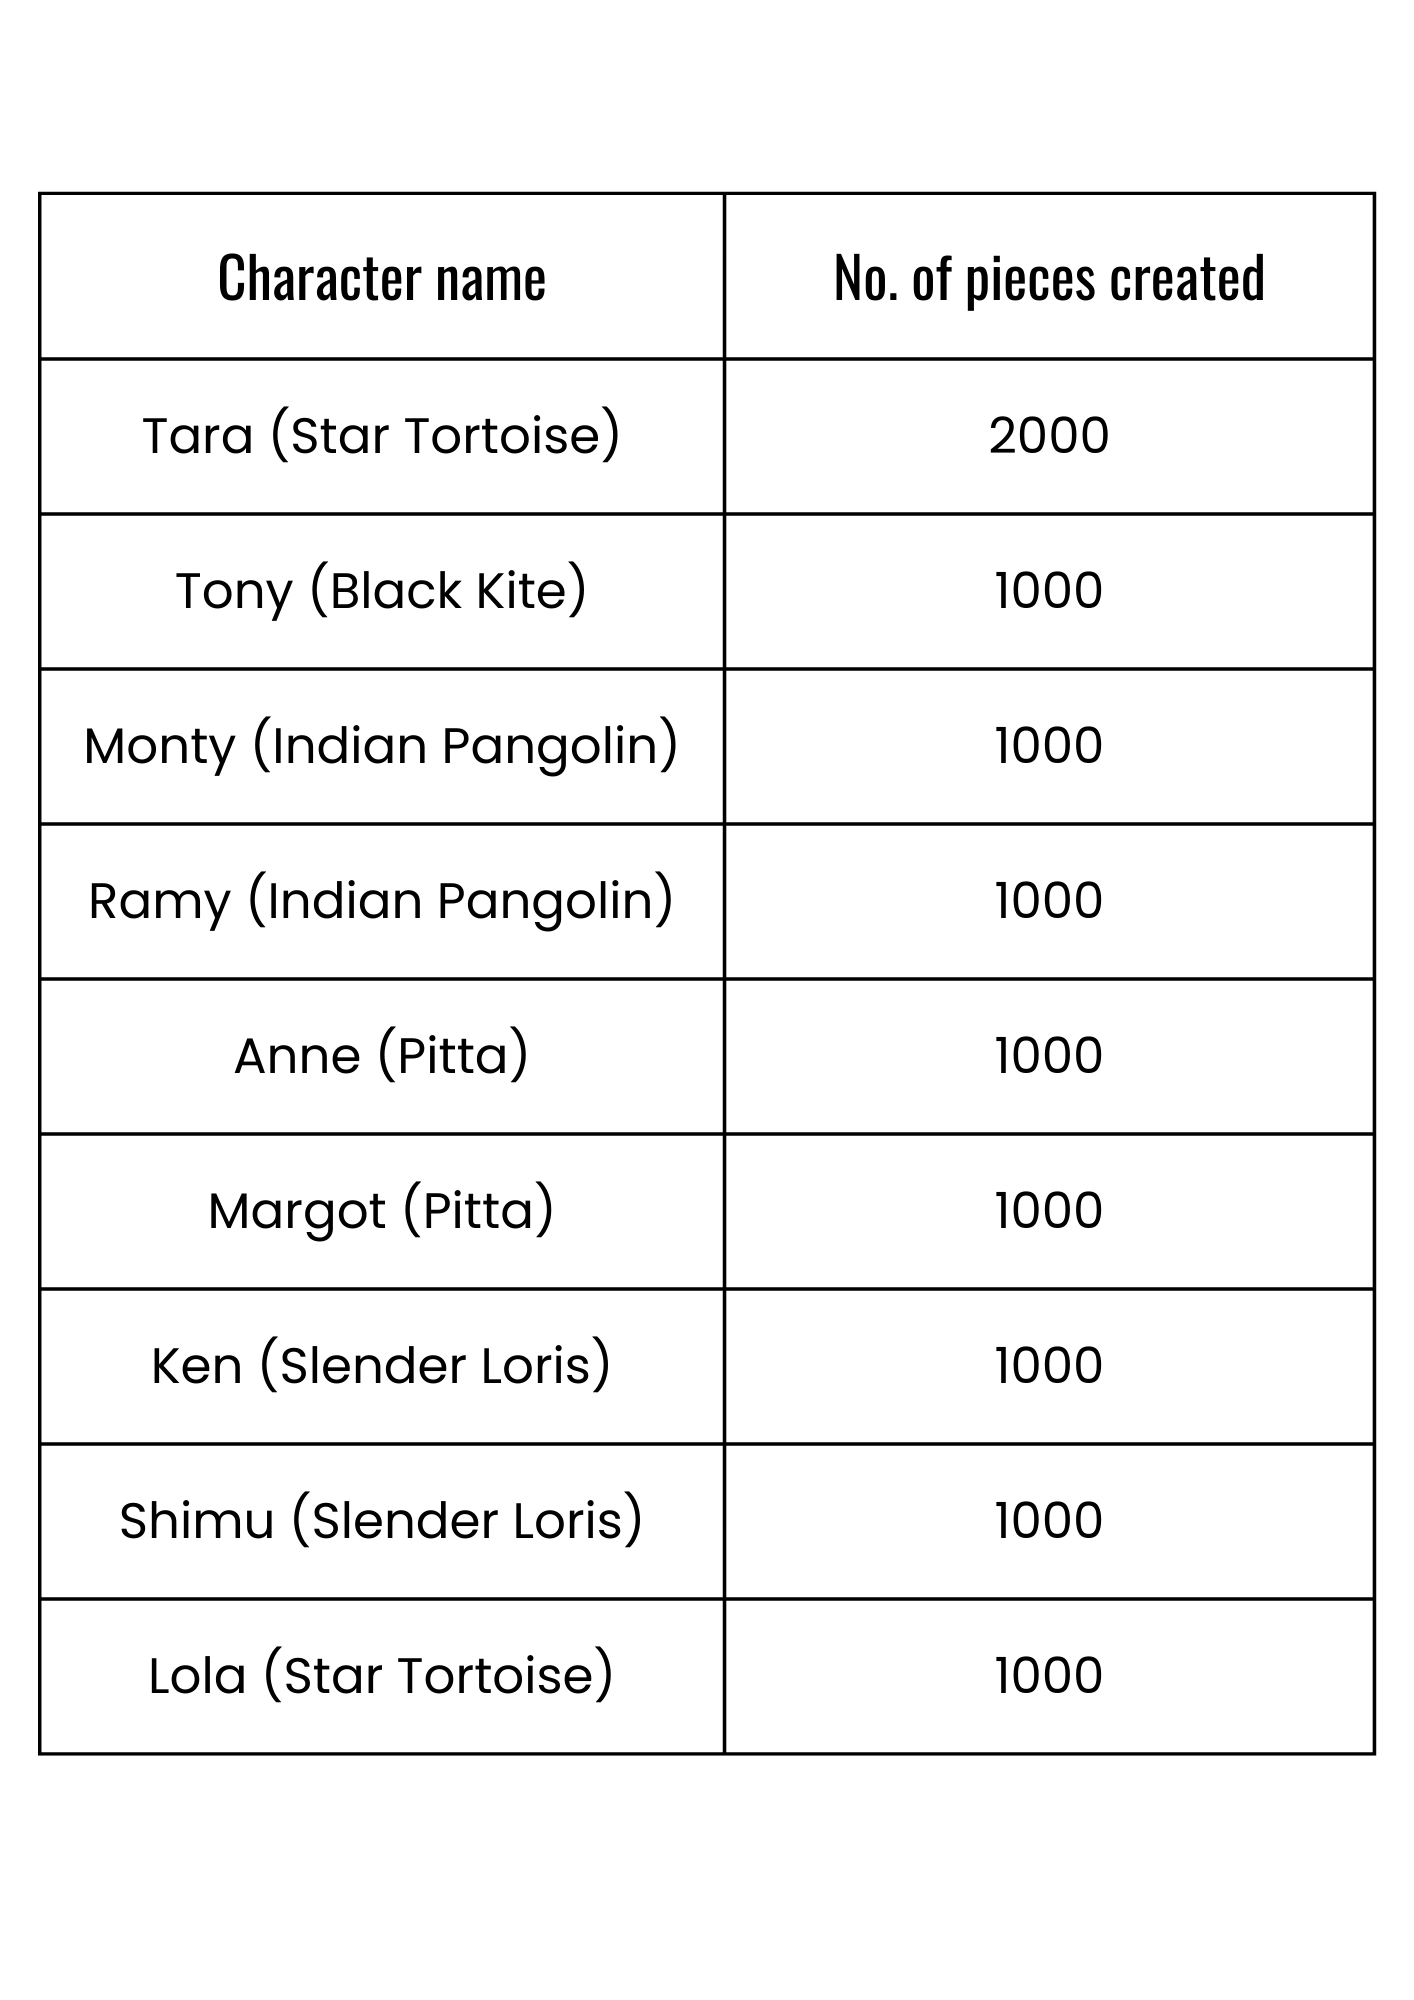 Character name No. of pieces created
Tara (Star Tortoise) 2000
Tony (Black Kite) 1000
Monty (Indian Pangolin) 1000
Ramy (Indian Pangolin) 1000
Anne (Pitta) 1000
Margot (Pitta) 1000
Ken (Slender Loris) 1000
Shimu (Slender Loris) 1000
Lola (Star Tortoise) 1000